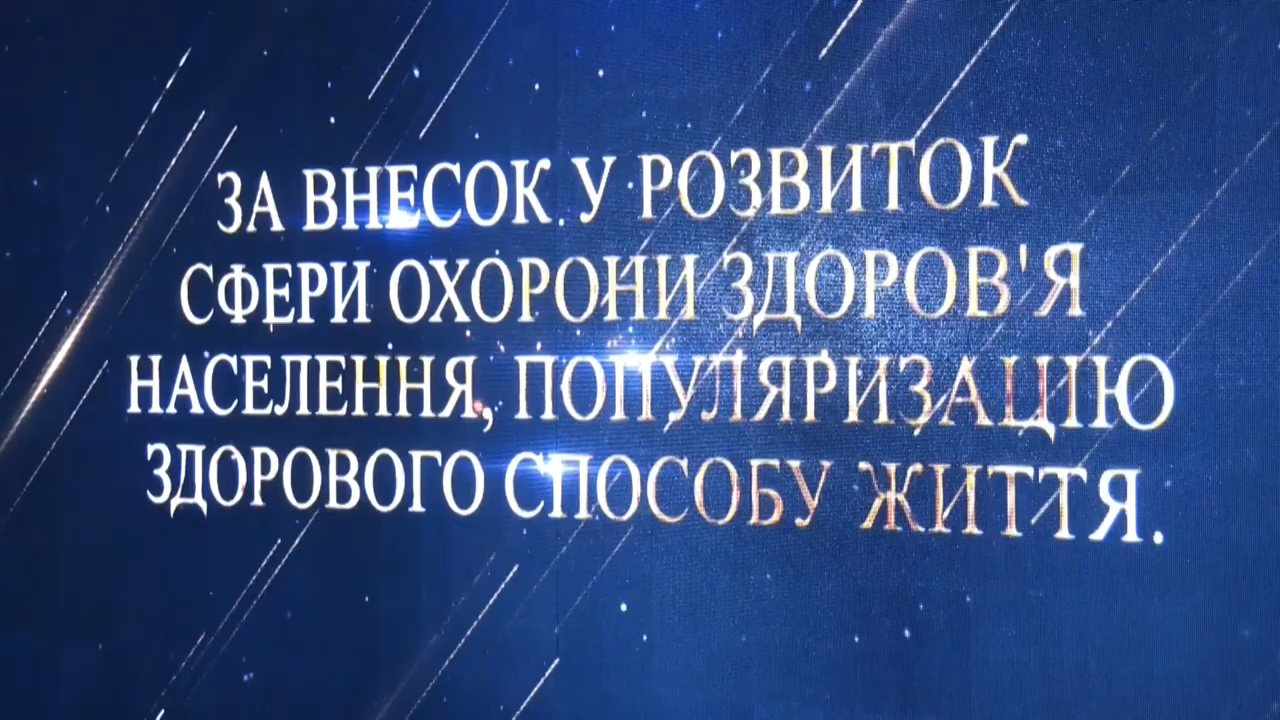 ЗА ВНЕСОК У РОЗВИТОК
СФЕРИ ОХОРОНИ ЗДОРОВ'Я
НАСЕЛЕННЯ, ПОПУЛЯРИЗАЦІЮ
ЗДОРОВОГО СПОСОБУ ЖИТТЯ.